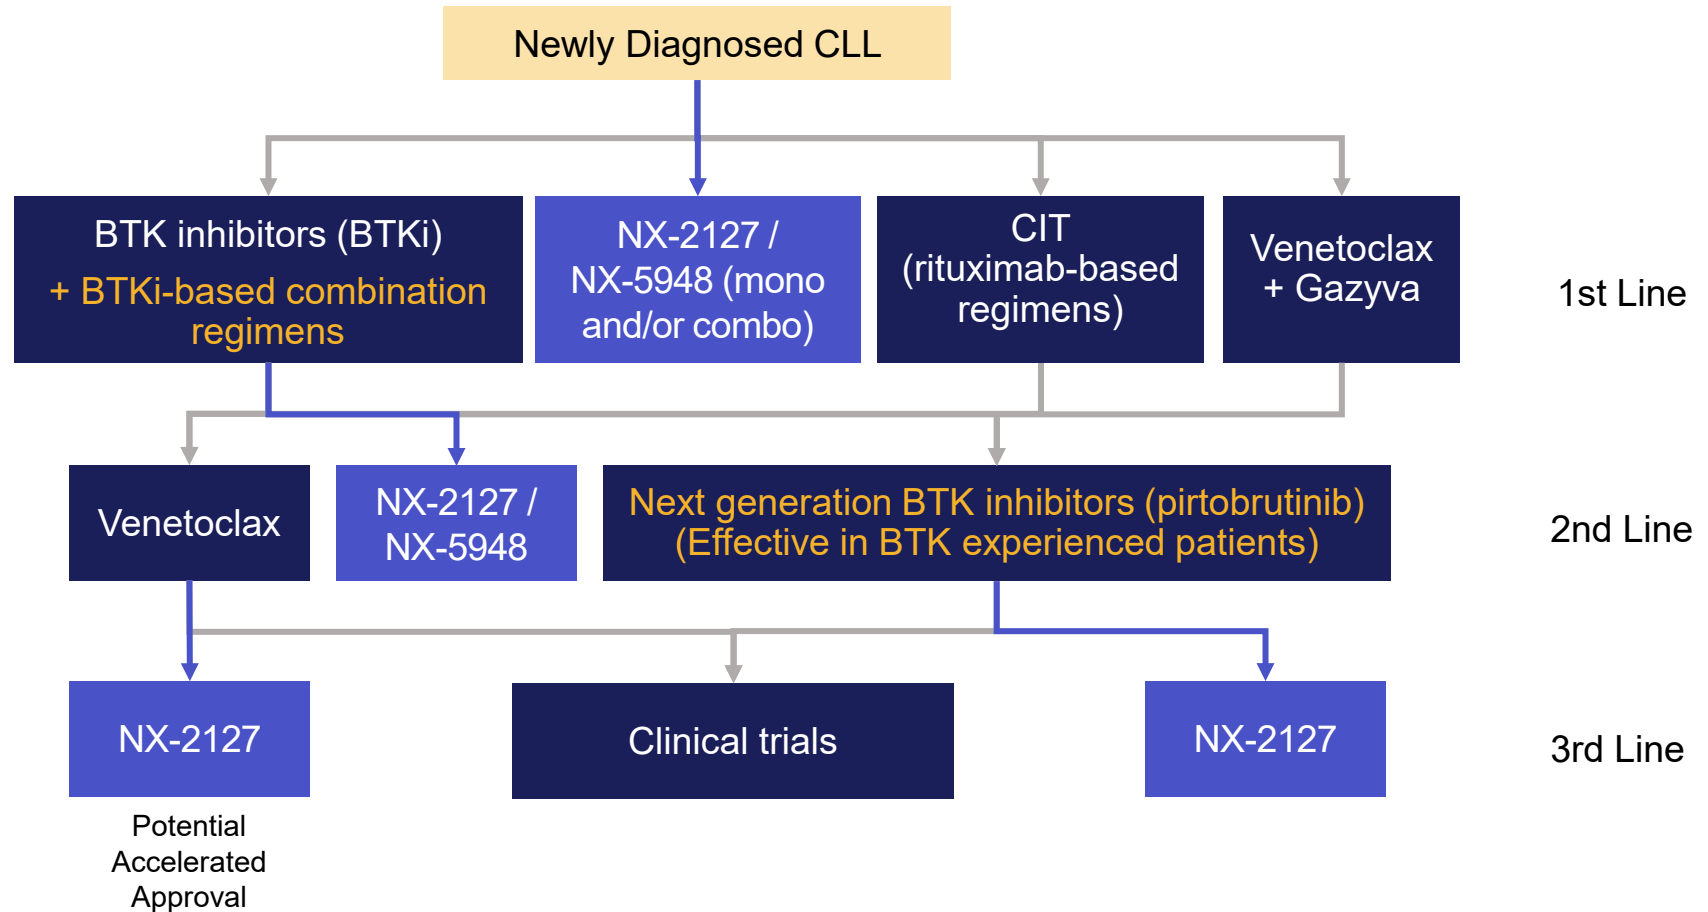 Newly Diagnosed CLL
BTK inhibitors (BTKi)
+ BTKi-based combination
regimens
NX-2127 /
NX-5948 (mono
and/or combo)
CIT
(rituximab-based
regimens)
Venetoclax
+ Gazyva
1st Line
Venetoclax
NX-2127 /
NX-5948
Next generation BTK inhibitors (pirtobrutinib)
(Effective in BTK experienced patients)
2nd Line
NX-2127
Clinical trials
NX-2127
3rd Line
Potential
Accelerated
Approval